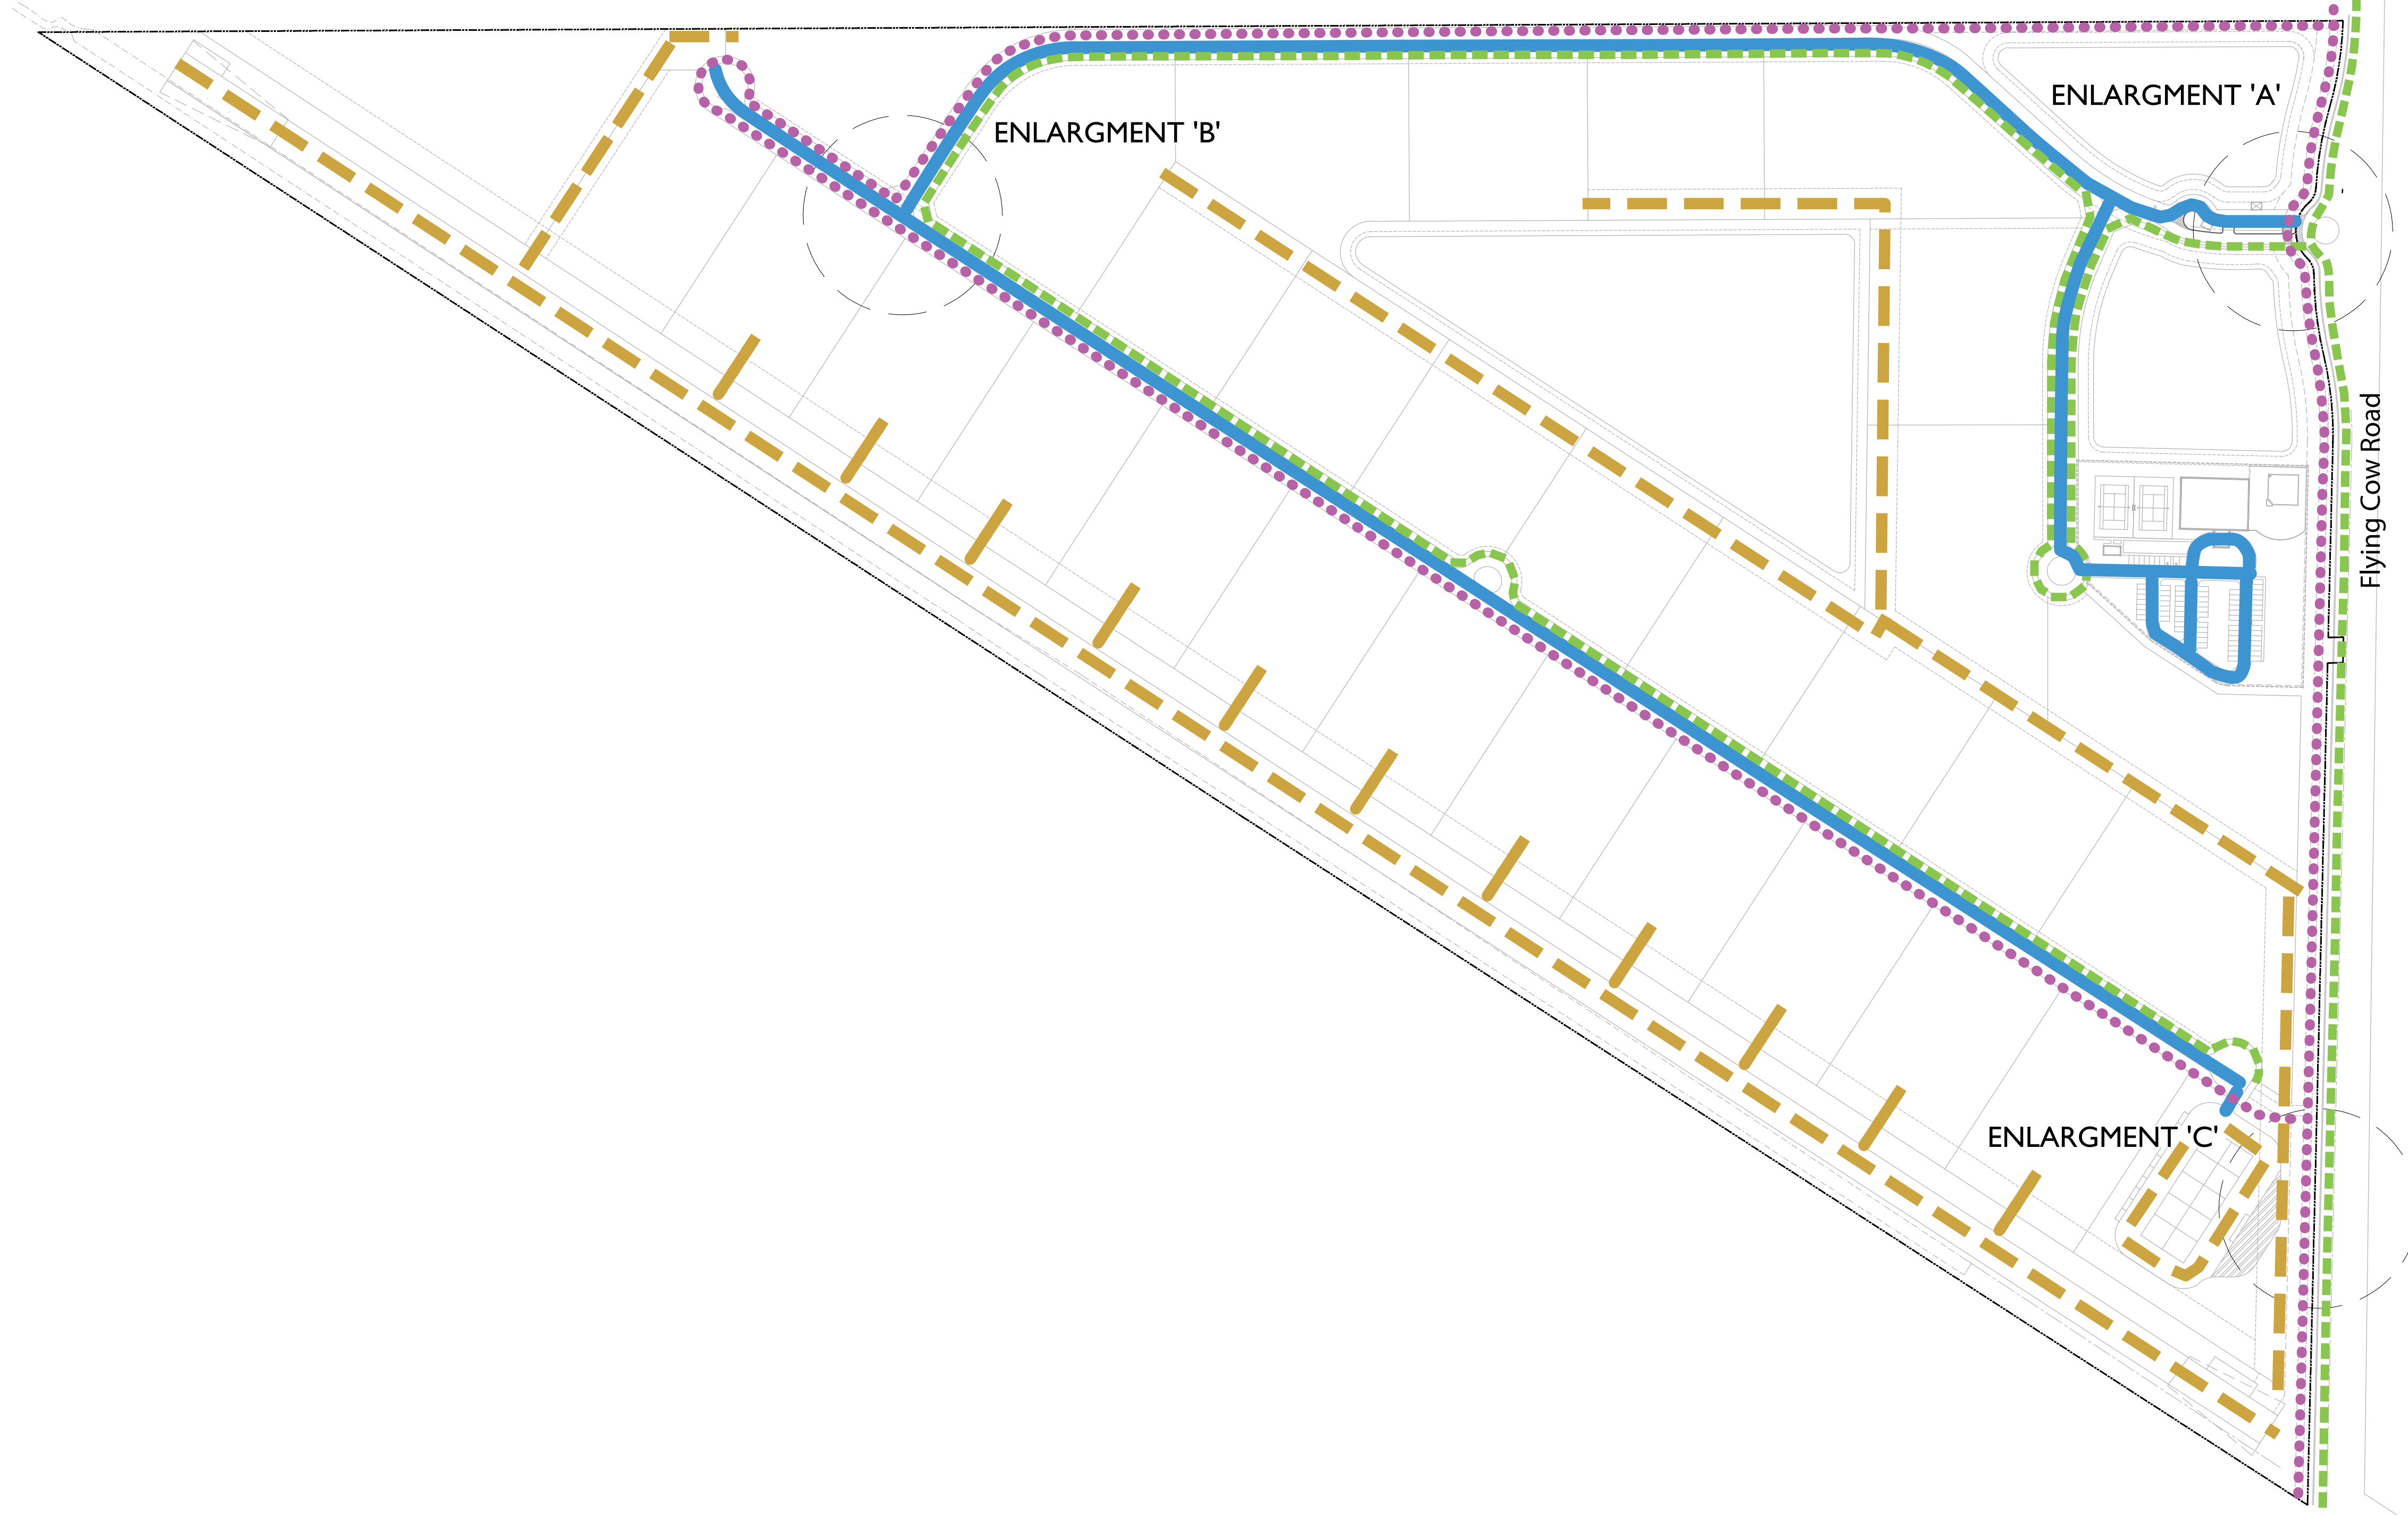 ENLARGMENT 'A'
ENLARGMENT 'B'
Flying Cow Road
ENLARGMENT 'C'